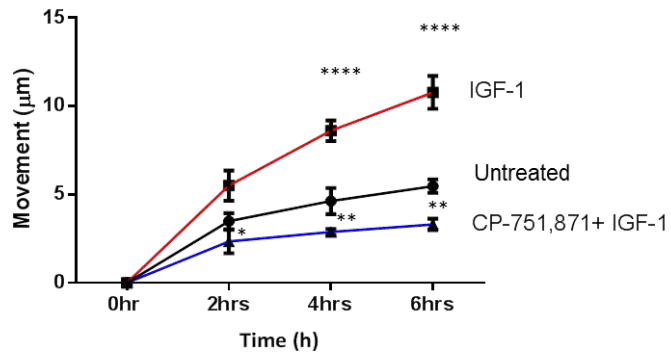 15
10
5
0
Movement (μm)
****
****
*
**
**
IGF-1
Untreated
CP-751,871+ IGF-1
0hr 2hrs 4hrs 6hrs
Time (h)